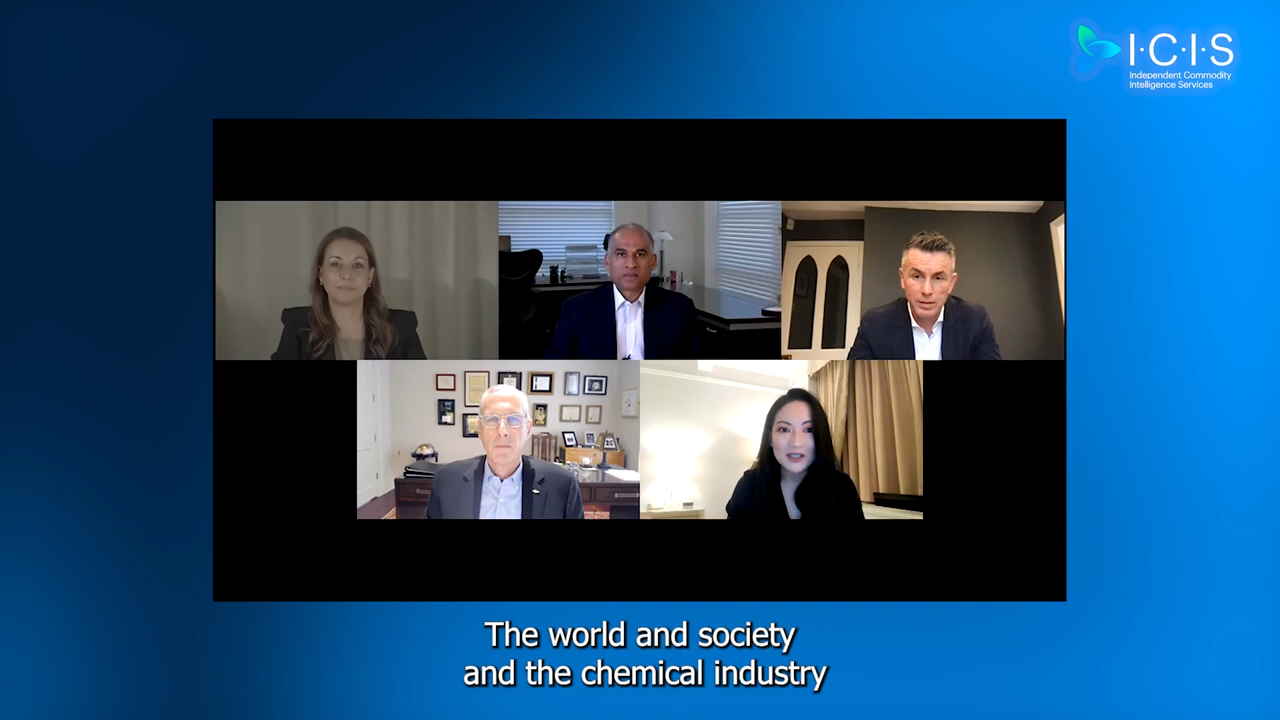 I·C·I·S
Independent Commodity
Intelligence Services
The world and society
and the chemical industry